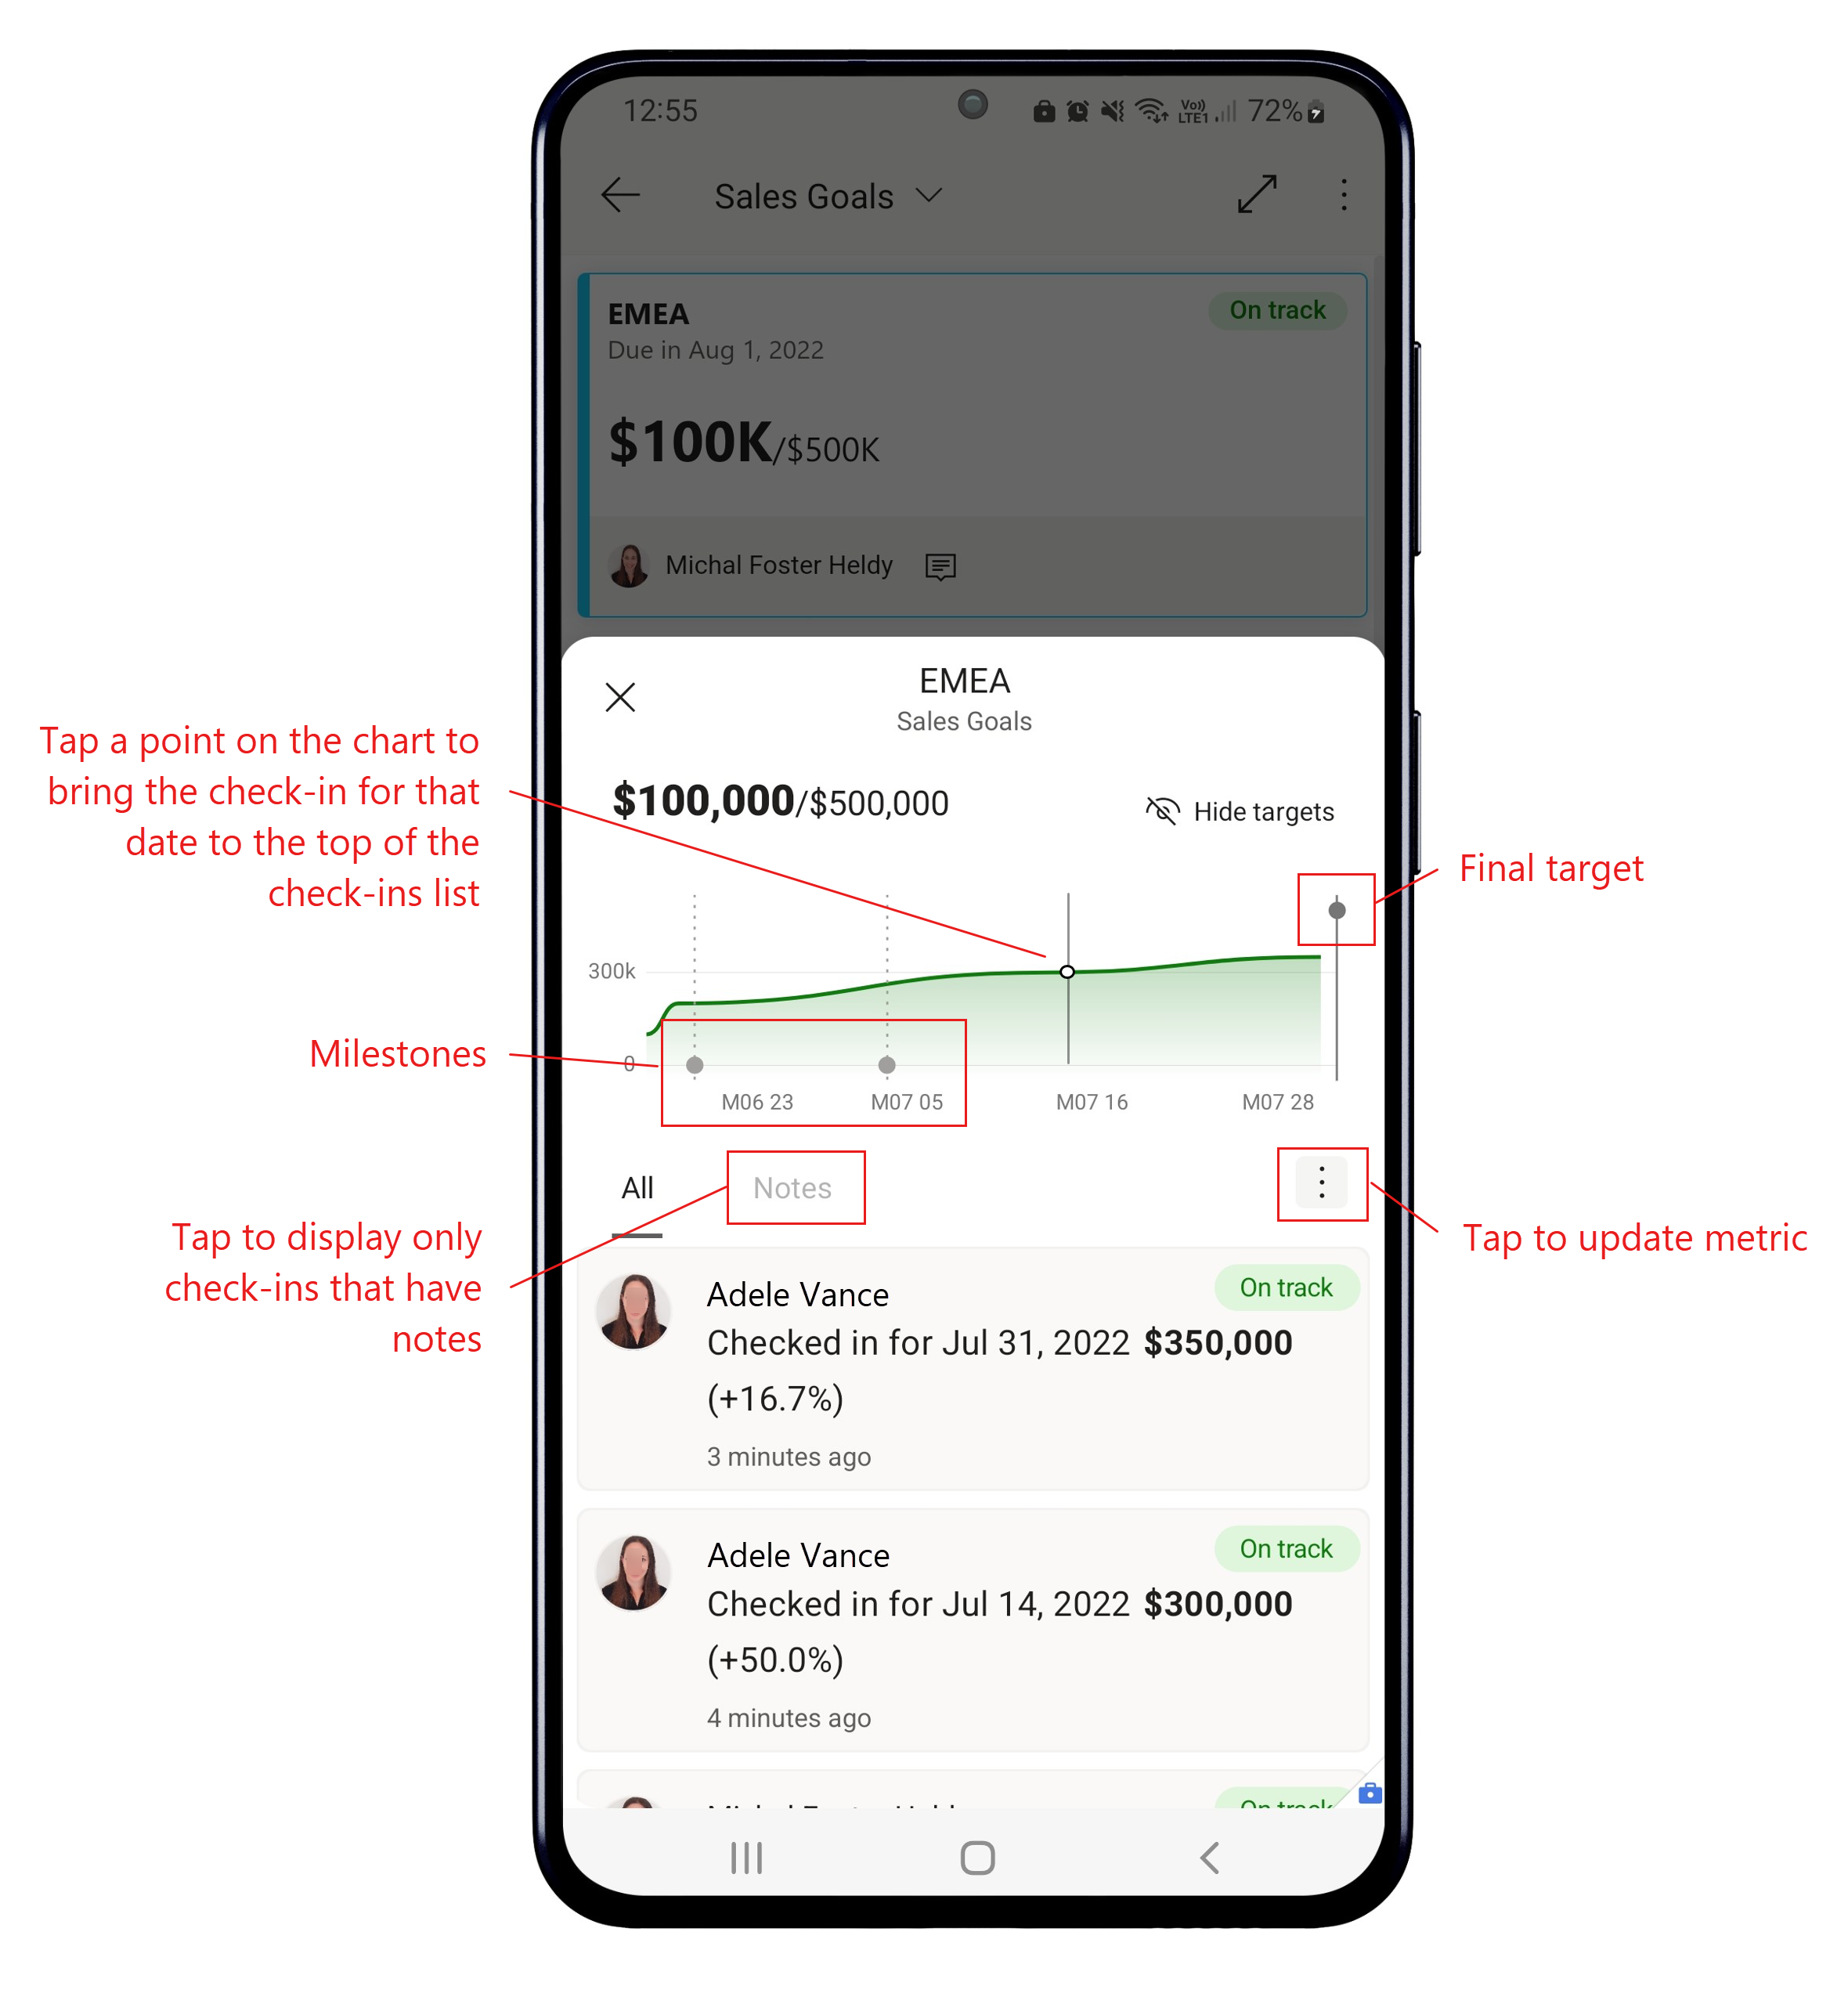 12:55
Vo)) LTE1 72%
Sales Goals
EMEA
On track
Due in Aug 1, 2022
$100K/$500K
Michal Foster Heldy
EMEA
Sales Goals
Tap a point on the chart to
bring the check-in for that
date to the top of the
check-ins list
$100,000/$500,000
Hide targets
Final target
300k
Milestones
0
M06 23 M07 05 M07 16 M07 28
All Notes
Tap to display only
check-ins that have
notes
Tap to update metric
Adele Vance
On track
Checked in for Jul 31, 2022 $350,000
(+16.7%)
3 minutes ago
Adele Vance
On track
Checked in for Jul 14, 2022 $300,000
(+50.0%)
4 minutes ago
On track